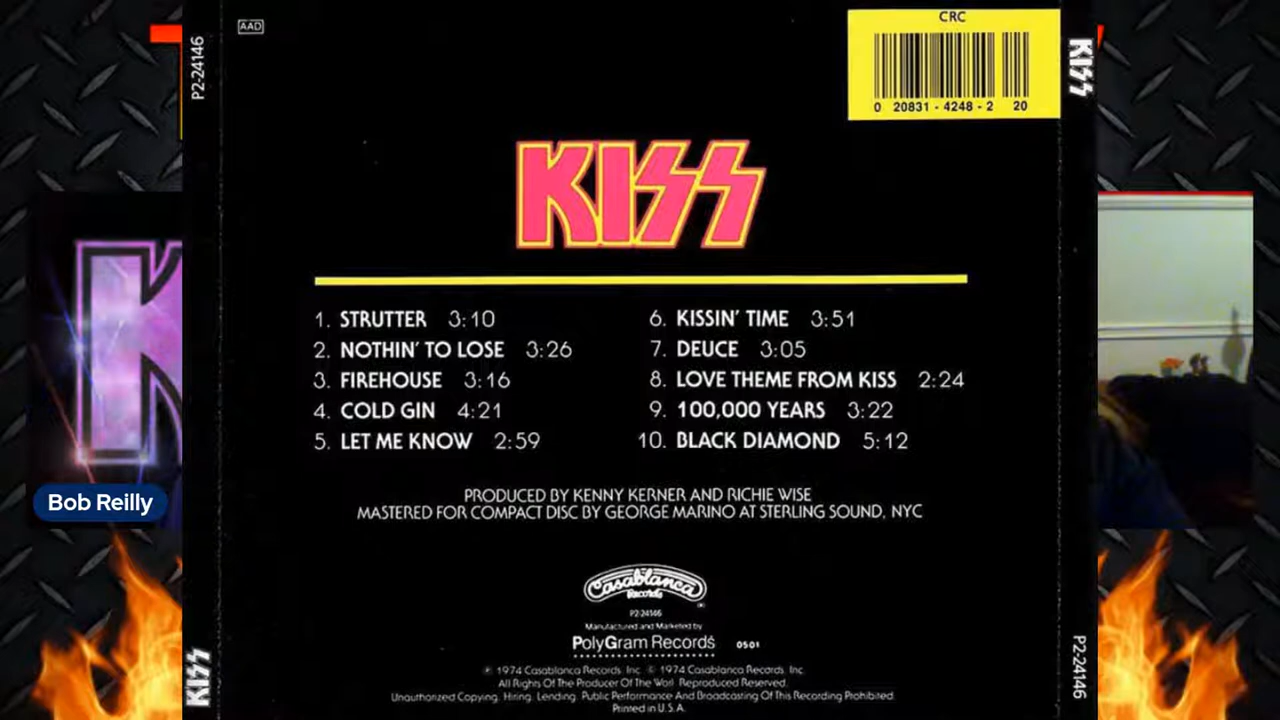 AAD
P2-24146
CRC
0 20831 - 4248 - 2 20
KISS
KISS
1. STRUTTER 3:10
2. NOTHIN' TO LOSE 3:26
3. FIREHOUSE 3:16
4. COLD GIN 4:21
5. LET ME KNOW 2:59
6. KISSIN' TIME 3:51
7. DEUCE 3:05
8. LOVE THEME FROM KISS 2:24
9. 100,000 YEARS 3:22
10. BLACK DIAMOND 5:12
Bob Reilly
PRODUCED BY KENNY KERNER AND RICHIE WISE
MASTERED FOR COMPACT DISC BY GEORGE MARINO AT STERLING SOUND, NYC
Casablanca
Records
P2-24146
Manufactured and Marketed by
PolyGram Records 0501
℗ 1974 Casablanca Records, Inc. © 1974 Casablanca Records, Inc.
All Rights Of The Producer Of The Work Reproduced Reserved.
Unauthorized Copying, Hiring, Lending, Public Performance And Broadcasting Of This Recording Prohibited.
Printed in U.S.A.
KISS
P2-24146